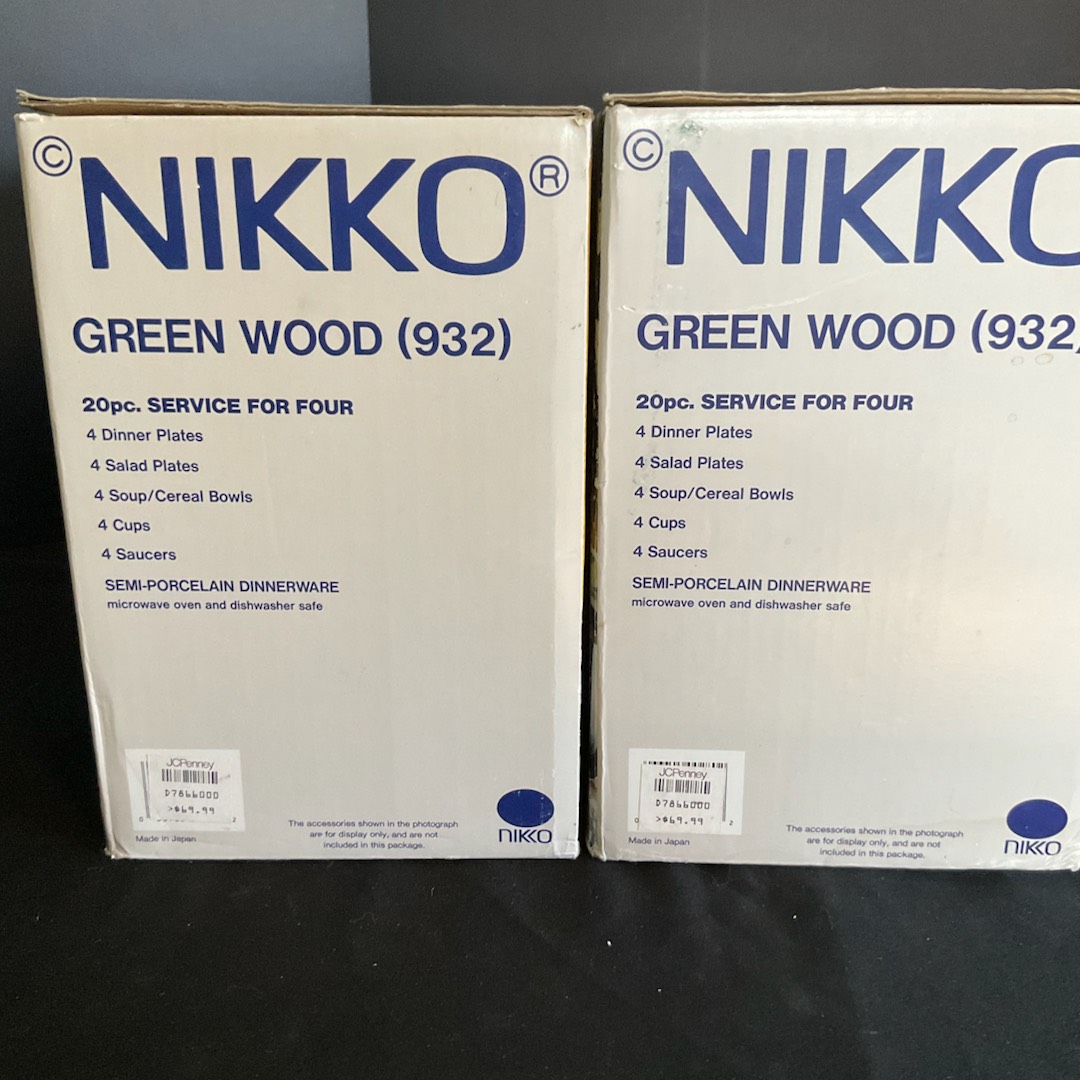 © NIKKO ®
GREEN WOOD (932)
20pc. SERVICE FOR FOUR
4 Dinner Plates
4 Salad Plates
4 Soup/Cereal Bowls
4 Cups
4 Saucers
SEMI-PORCELAIN DINNERWARE
microwave oven and dishwasher safe
JCPenney
D7866000
>$69.99
2
Made in Japan
The accessories shown in the photograph
are for display only, and are not
included in this package.
NIKKO
© NIKKO
GREEN WOOD (932)
20pc. SERVICE FOR FOUR
4 Dinner Plates
4 Salad Plates
4 Soup/Cereal Bowls
4 Cups
4 Saucers
SEMI-PORCELAIN DINNERWARE
microwave oven and dishwasher safe
JCPenney
D7866000
>$69.99
0 2
Made in Japan
The accessories shown in the photograph
are for display only, and are not
included in this package.
NIKKO